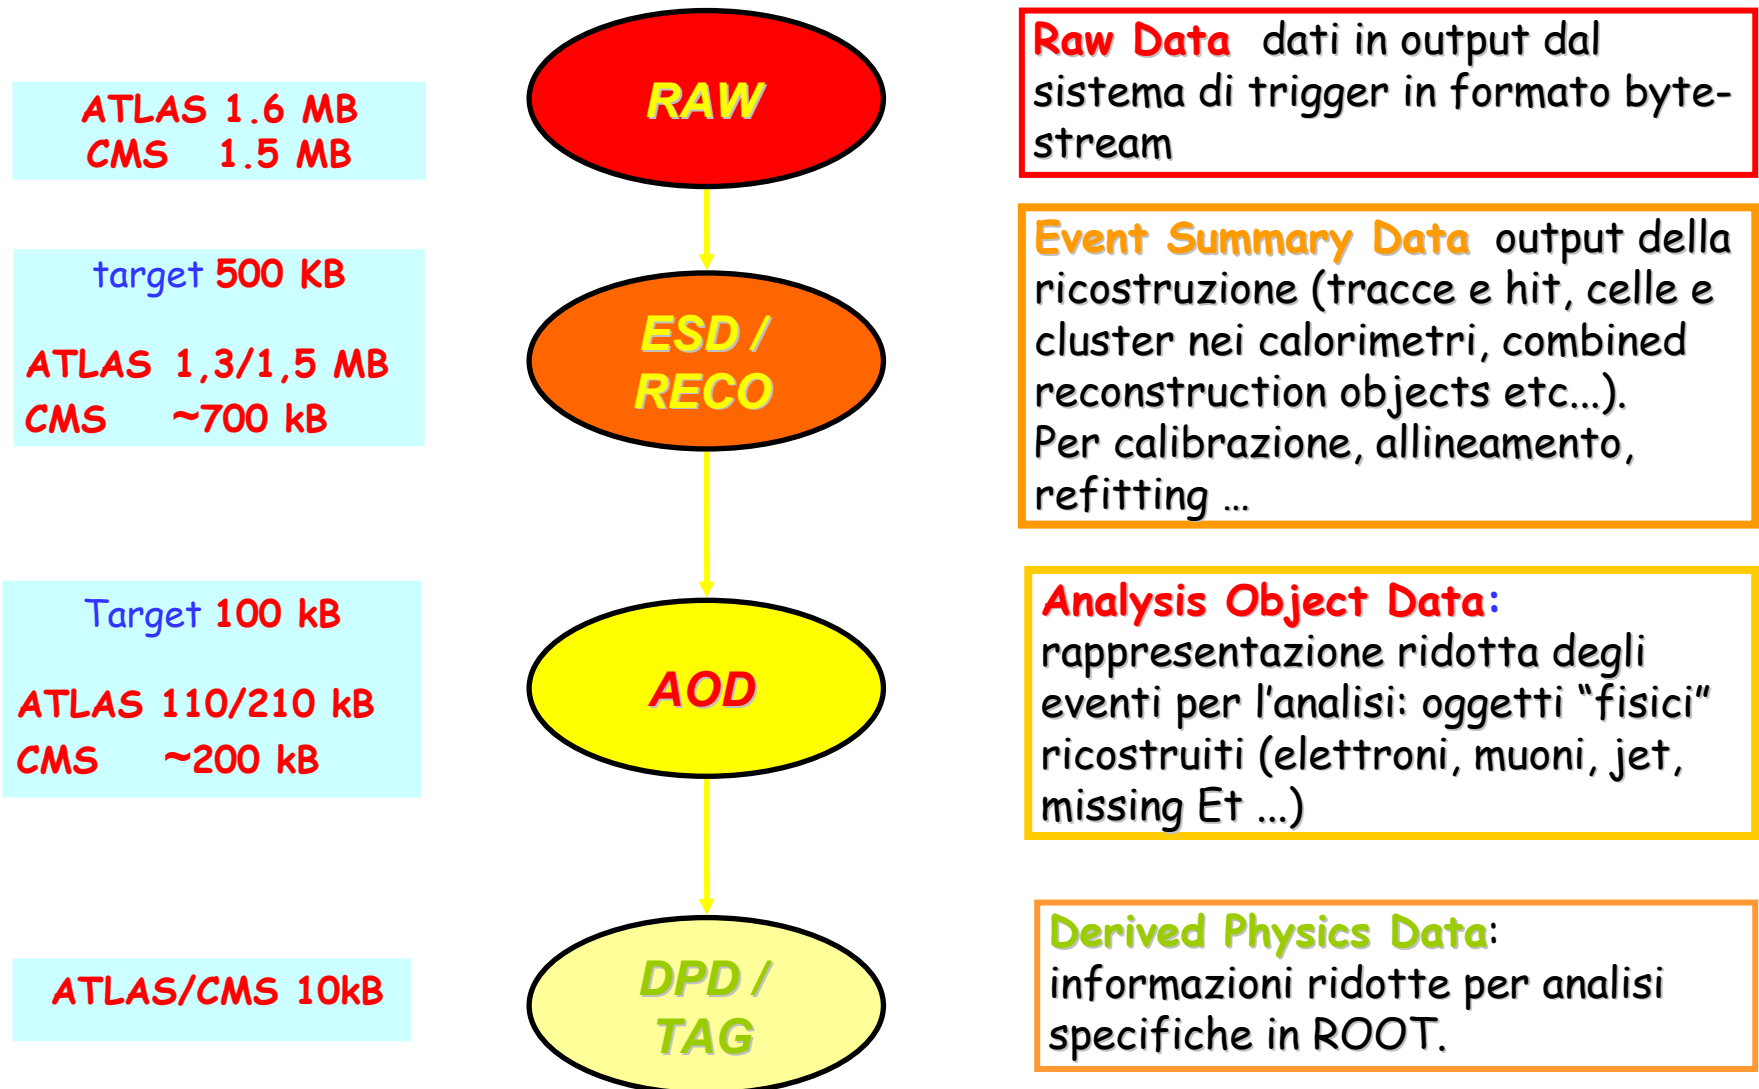 ATLAS 1.6 MB
CMS 1.5 MB
RAW
Raw Data dati in output dal
sistema di trigger in formato byte-
stream
target 500 KB
ATLAS 1,3/1,5 MB
CMS ~700 kB
ESD /
RECO
Event Summary Data output della
ricostruzione (tracce e hit, celle e
cluster nei calorimetri, combined
reconstruction objects etc...).
Per calibrazione, allineamento,
refitting …
Target 100 kB
ATLAS 110/210 kB
CMS ~200 kB
AOD
Analysis Object Data:
rappresentazione ridotta degli
eventi per l'analisi: oggetti “fisici”
ricostruiti (elettroni, muoni, jet,
missing Et ...)
ATLAS/CMS 10kB
DPD /
TAG
Derived Physics Data:
informazioni ridotte per analisi
specifiche in ROOT.